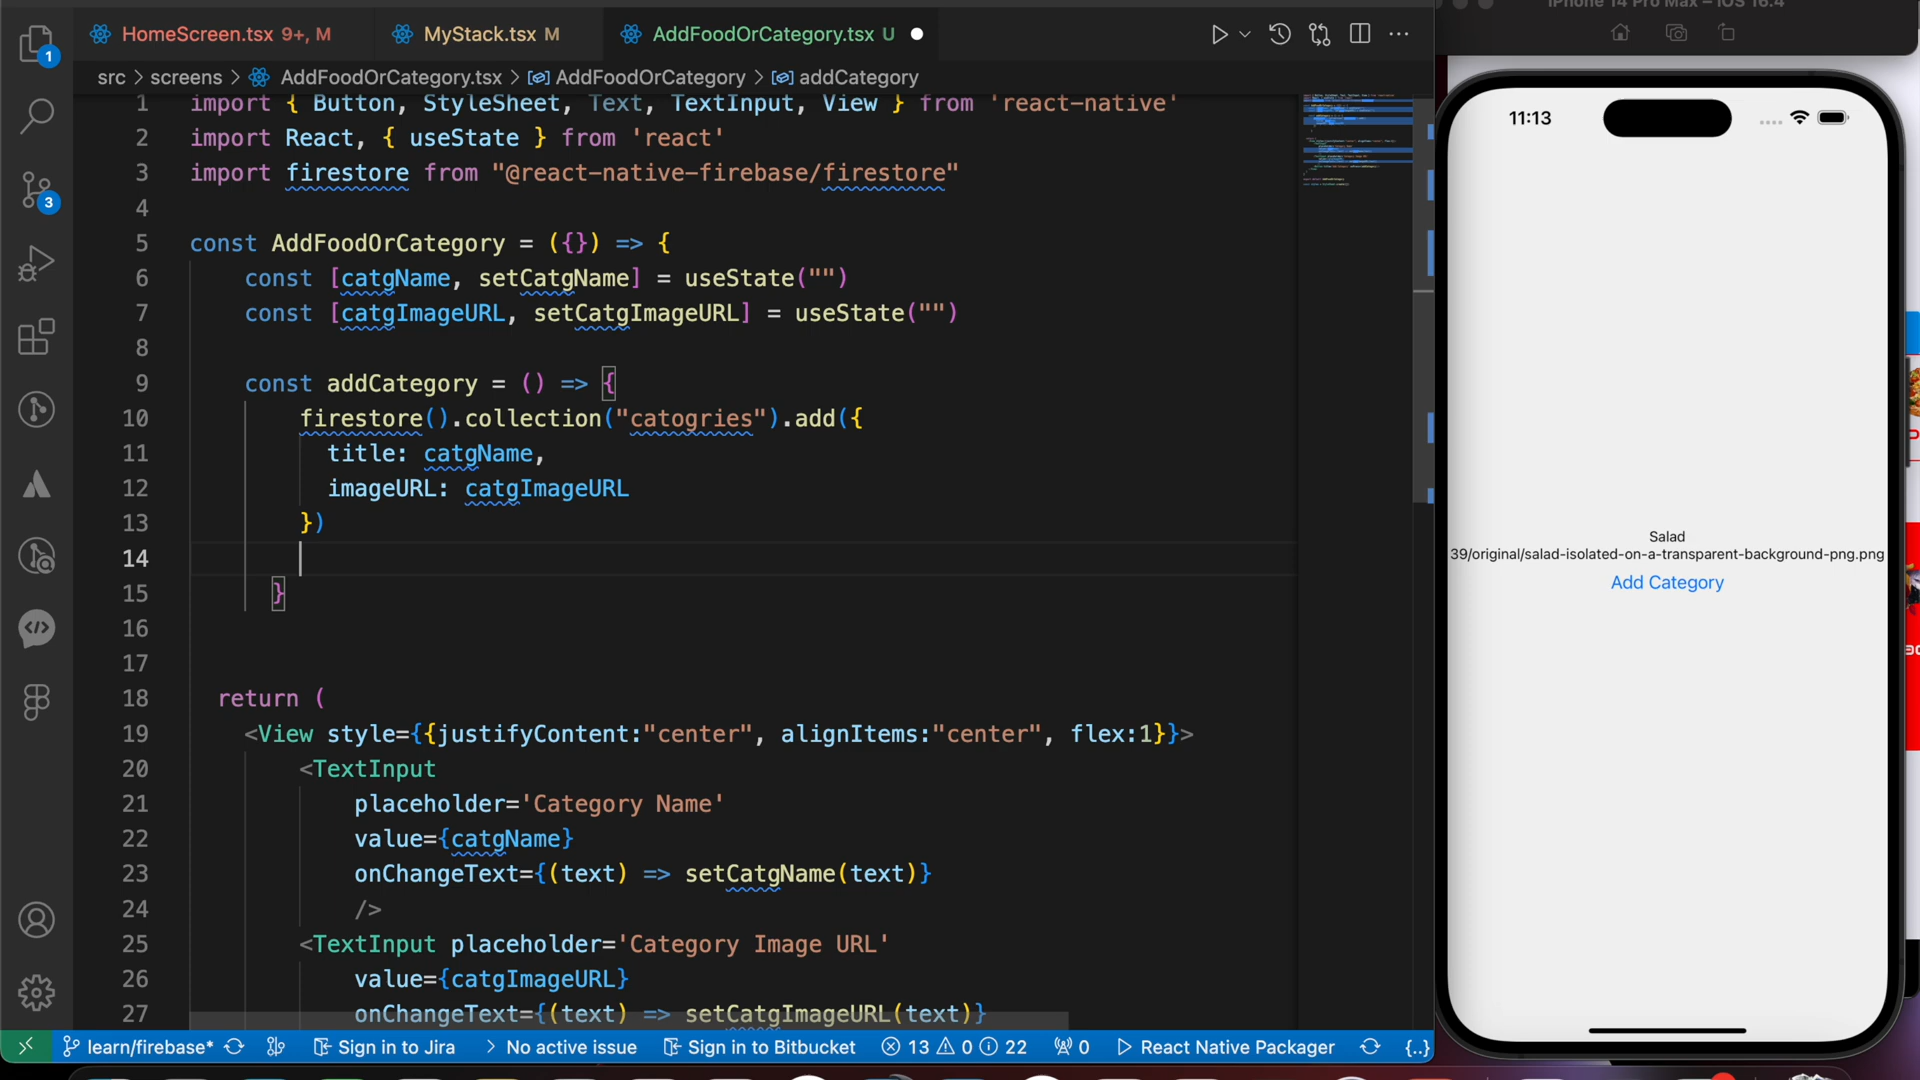 HomeScreen.tsx 9+, M
MyStack.tsx M
AddFoodOrCategory.tsx U
iPhone 14 Pro Max – iOS 16.4
src > screens > AddFoodOrCategory.tsx > AddFoodOrCategory > addCategory
1 import { Button, StyleSheet, Text, TextInput, View } from 'react-native'
2 import React, { useState } from 'react'
3 import firestore from "@react-native-firebase/firestore"
4
5 const AddFoodOrCategory = ({}) => {
6 const [catgName, setCatgName] = useState("")
7 const [catgImageURL, setCatgImageURL] = useState("")
8
9 const addCategory = () => {
10 firestore().collection("catogries").add({
11 title: catgName,
12 imageURL: catgImageURL
13 })
14
15 }
16
17
18 return (
19 <View style={{justifyContent:"center", alignItems:"center", flex:1}}>
20 <TextInput
21 placeholder='Category Name'
22 value={catgName}
23 onChangeText={(text) => setCatgName(text)}
24 />
25 <TextInput placeholder='Category Image URL'
26 value={catgImageURL}
27 onChangeText={(text) => setCatgImageURL(text)}
1
3
learn/firebase* Sign in to Jira > No active issue Sign in to Bitbucket 13 0 22 0 React Native Packager {..}
11:13
Salad
39/original/salad-isolated-on-a-transparent-background-png.png
Add Category